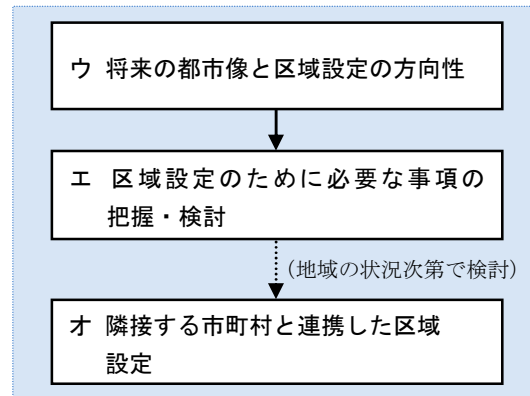 ウ 将来の都市像と区域設定の方向性
エ 区域設定のために必要な事項の
把握・検討
（地域の状況次第で検討）
オ 隣接する市町村と連携した区域
設定